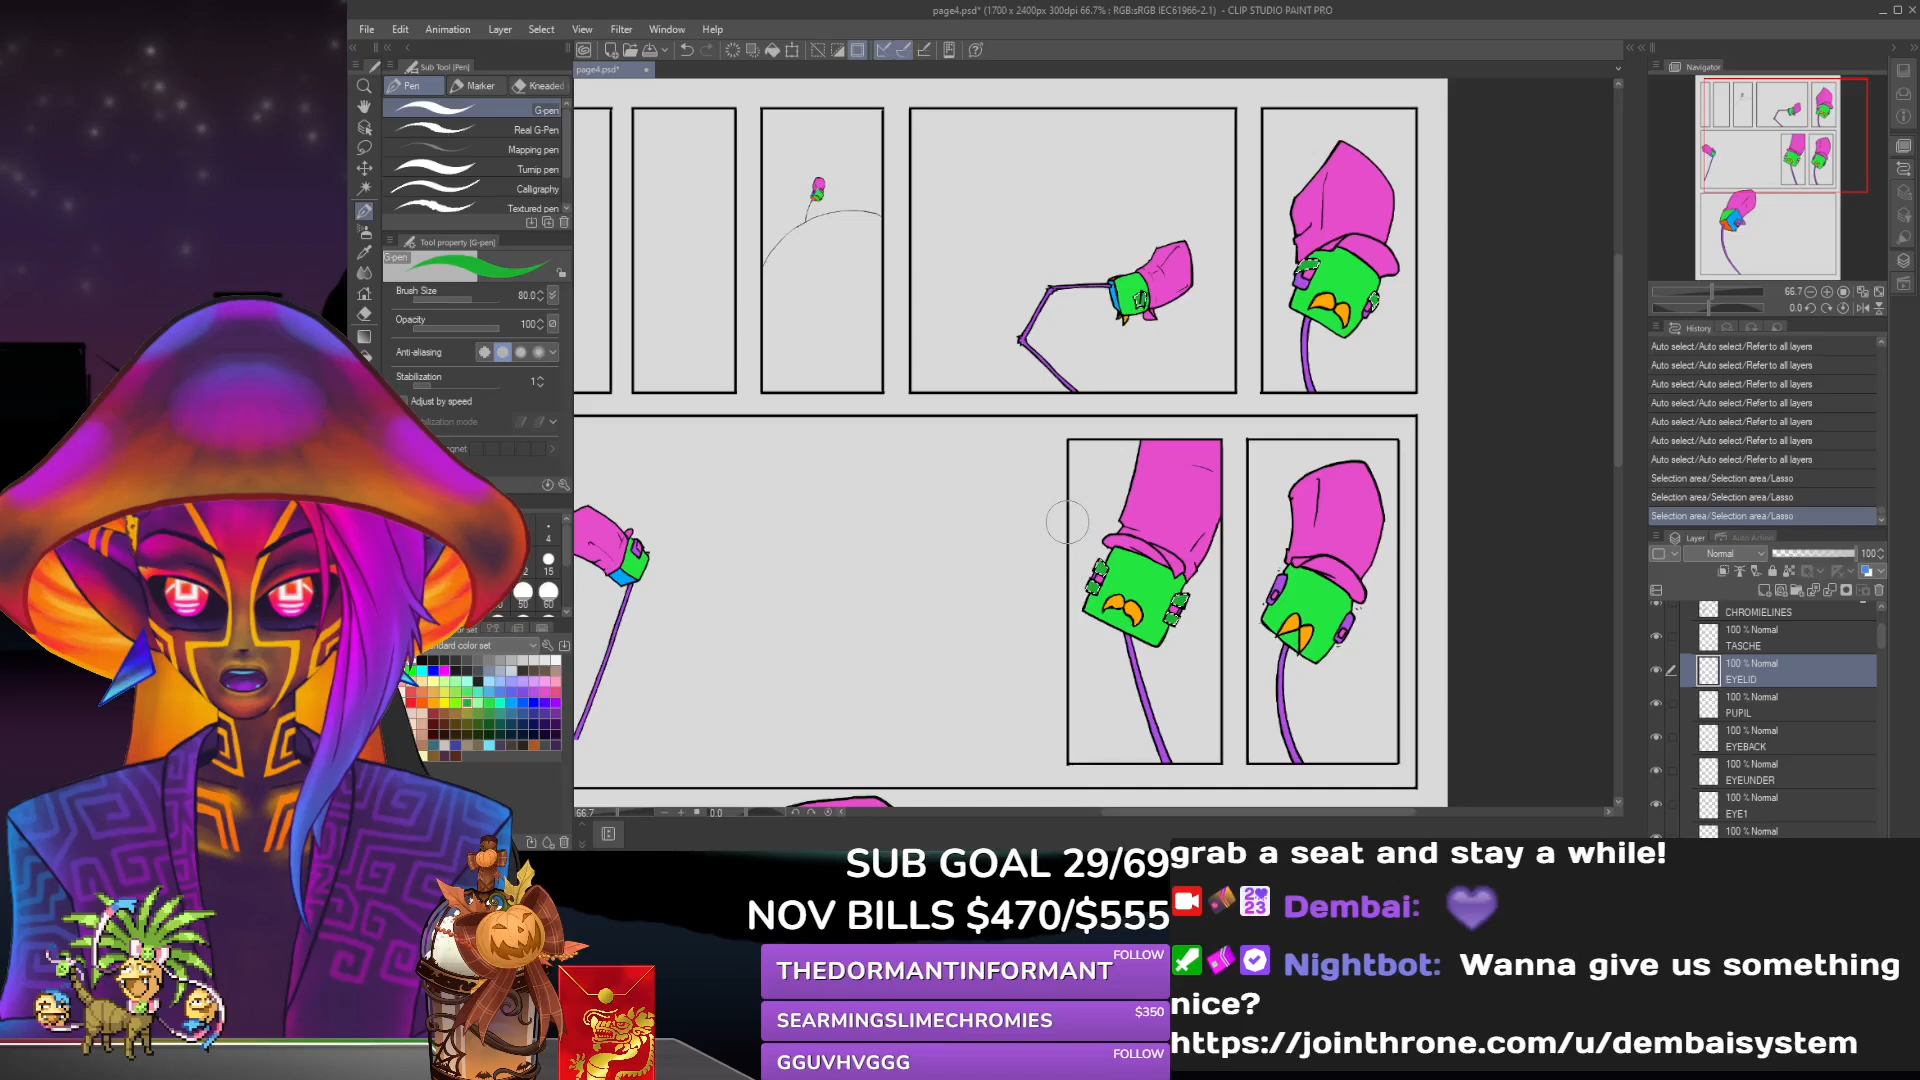 page4.psd* (1700 x 2400px 300dpi 66.7% : RGB:sRGB IEC61966-2.1) - CLIP STUDIO PAINT PRO
File Edit Animation Layer Select View Filter Window Help
Sub Tool [Pen]
page4.psd*
Pen Marker Kneaded
G-pen
Real G-Pen
Mapping pen
Turnip pen
Calligraphy
Textured pen
Tool property [G-pen]
G-pen
Brush Size 80.0
Opacity 100
Anti-aliasing
Stabilization 1
Adjust by speed
4
15
50 60
66.7 0.0
Navigator
66.7
0.0
History
Auto select/Auto select/Refer to all layers
Auto select/Auto select/Refer to all layers
Auto select/Auto select/Refer to all layers
Auto select/Auto select/Refer to all layers
Auto select/Auto select/Refer to all layers
Auto select/Auto select/Refer to all layers
Auto select/Auto select/Refer to all layers
Selection area/Selection area/Lasso
Selection area/Selection area/Lasso
Selection area/Selection area/Lasso
Layer Auto Action
Normal 100
CHROMIELINES
100 % Normal
TASCHE
100 % Normal
EYELID
100 % Normal
PUPIL
100 % Normal
EYEBACK
100 % Normal
EYEUNDER
100 % Normal
EYE1
100 % Normal
SUB GOAL 29/69
NOV BILLS $470/$555
THEDORMANTINFORMANT FOLLOW
SEARMINGSLIMECHROMIES $350
GGUVHVGGG FOLLOW
grab a seat and stay a while!
Dembai:
Nightbot: Wanna give us something
nice?
https://jointhrone.com/u/dembaisystem